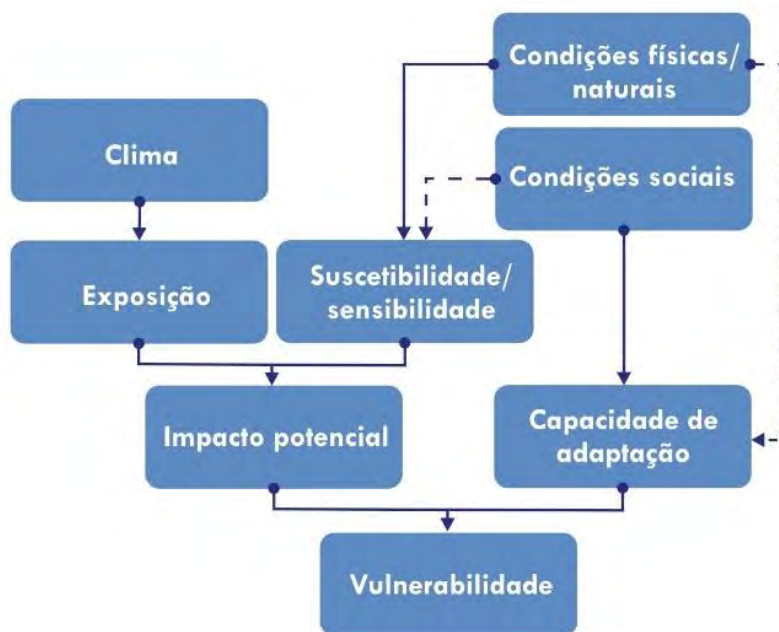 Condições físicas/
naturais
Clima
Condições sociais
Exposição
Suscetibilidade/
sensibilidade
Impacto potencial
Capacidade de
adaptação
Vulnerabilidade